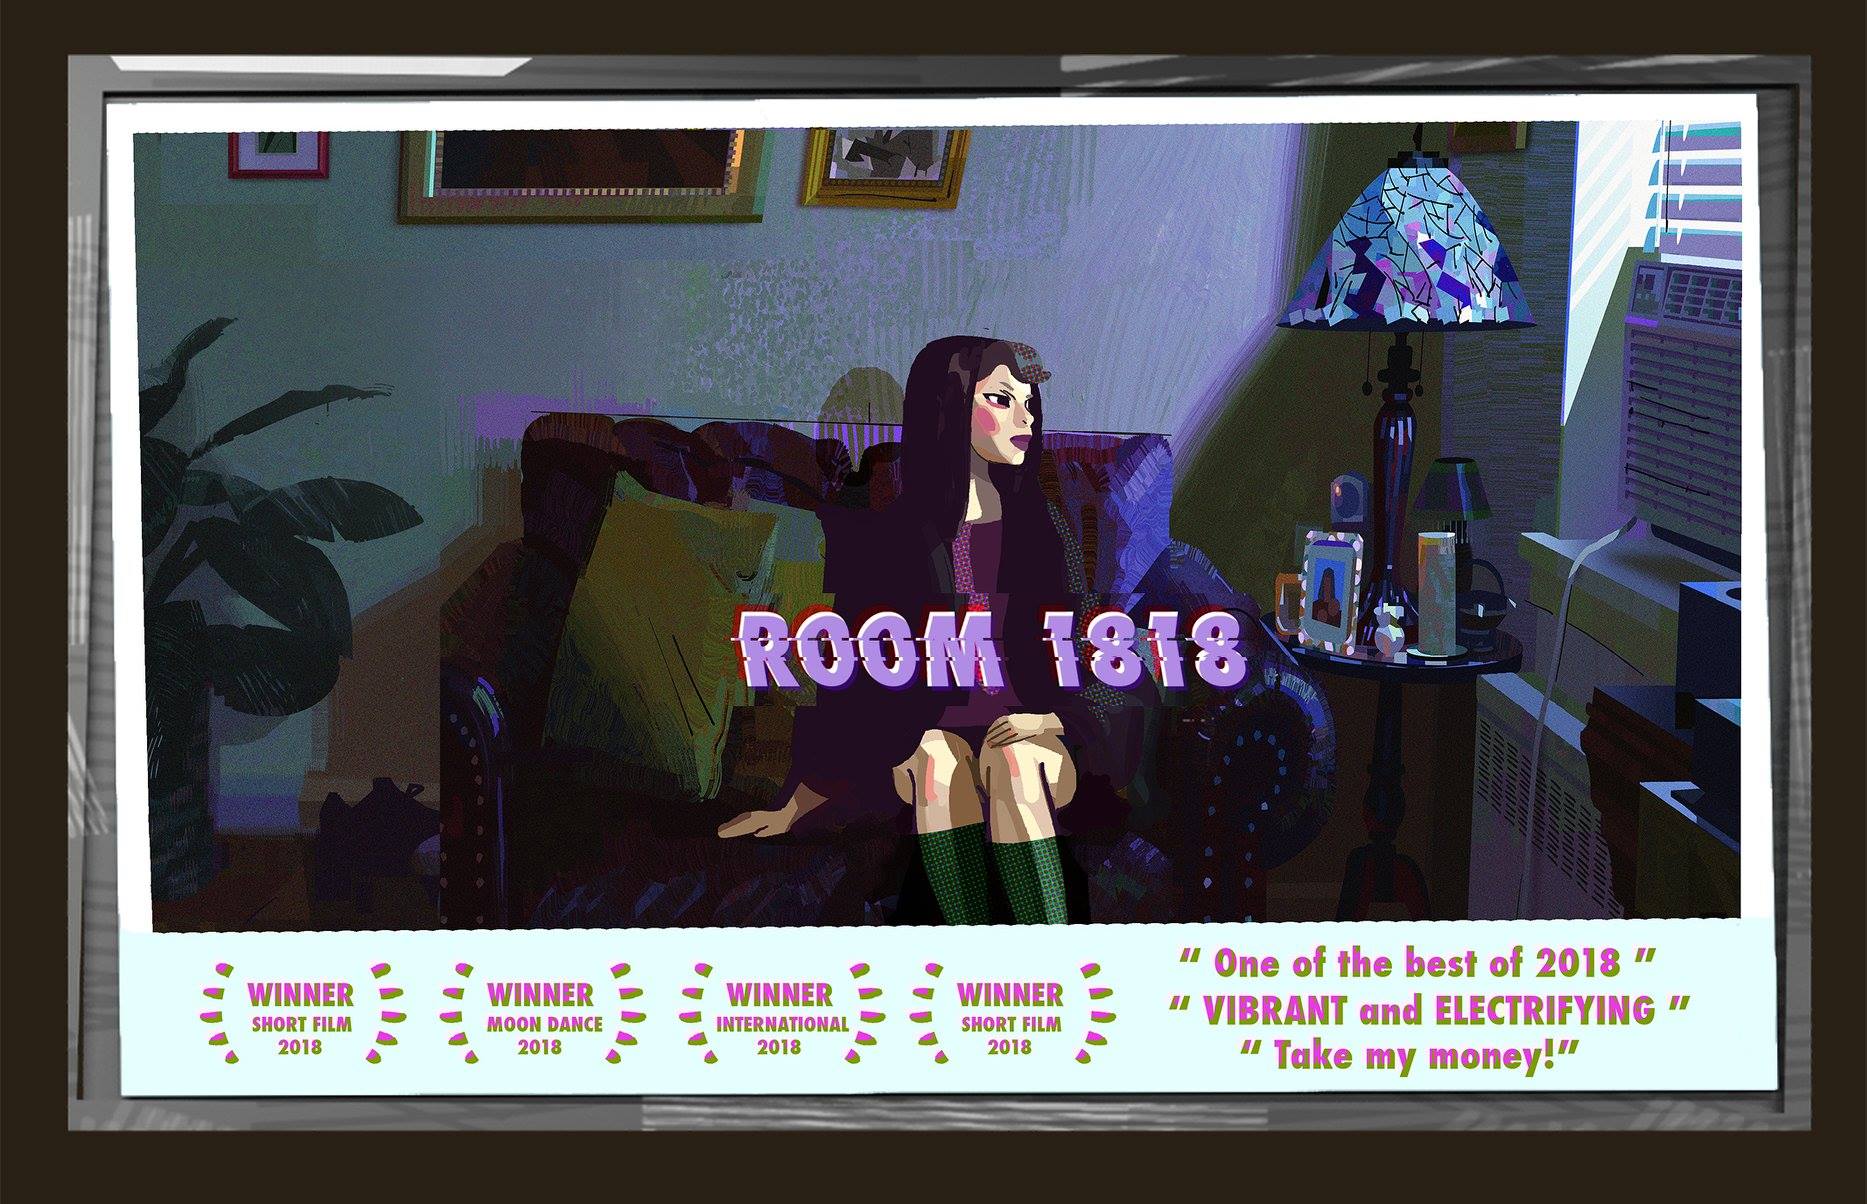 ROOM 1818
WINNER
SHORT FILM
2018
WINNER
MOON DANCE
2018
WINNER
INTERNATIONAL
2018
WINNER
SHORT FILM
2018
“ One of the best of 2018 ”
“ VIBRANT and ELECTRIFYING ”
“ Take my money!”